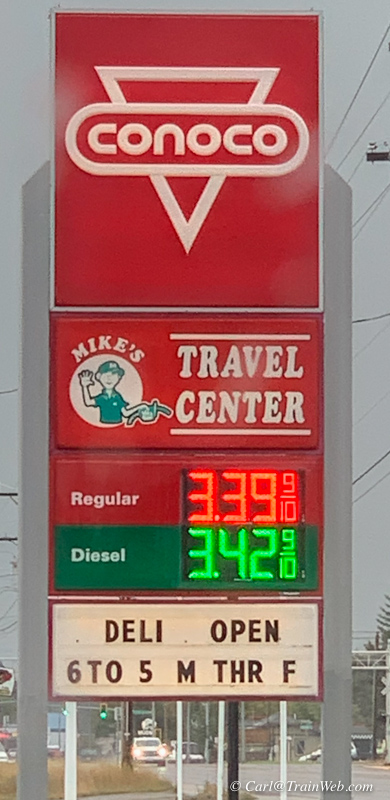 CONOCO
MIKE'S
TRAVEL
CENTER
Regular 3.39 9/10
Diesel 3.42 9/10
DELI OPEN
6 TO 5 M THR F
© Carl@TrainWeb.com